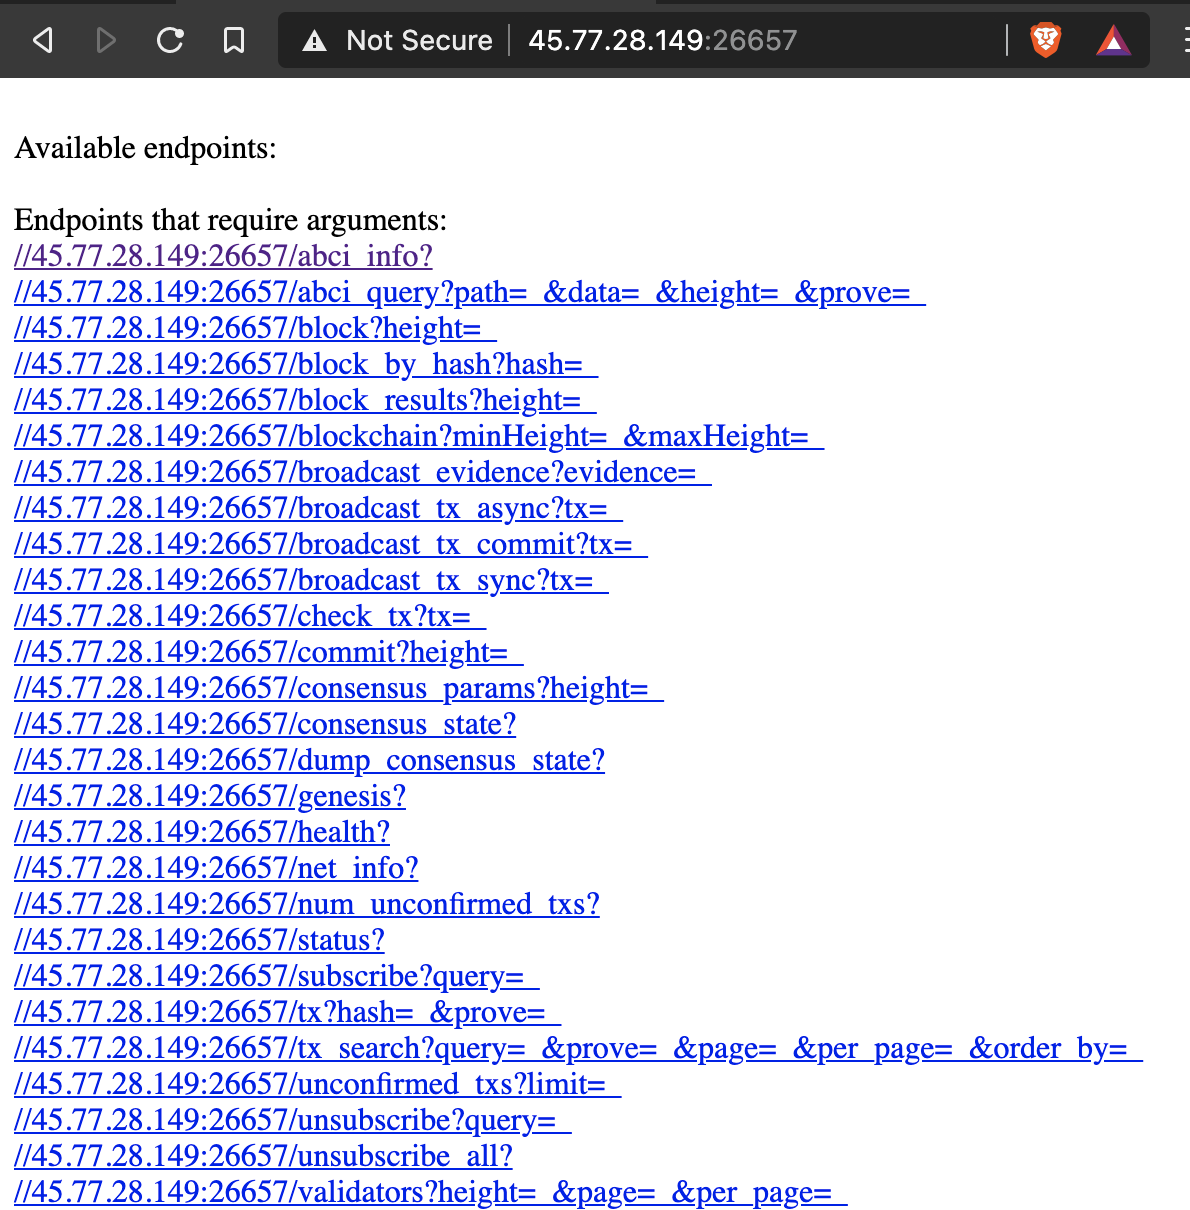 Not Secure 45.77.28.149:26657
Available endpoints:
Endpoints that require arguments:
//45.77.28.149:26657/abci_info?
//45.77.28.149:26657/abci_query?path=_&data=_&height=_&prove=_
//45.77.28.149:26657/block?height=_
//45.77.28.149:26657/block_by_hash?hash=_
//45.77.28.149:26657/block_results?height=_
//45.77.28.149:26657/blockchain?minHeight=_&maxHeight=_
//45.77.28.149:26657/broadcast_evidence?evidence=_
//45.77.28.149:26657/broadcast_tx_async?tx=_
//45.77.28.149:26657/broadcast_tx_commit?tx=_
//45.77.28.149:26657/broadcast_tx_sync?tx=_
//45.77.28.149:26657/check_tx?tx=_
//45.77.28.149:26657/commit?height=_
//45.77.28.149:26657/consensus_params?height=_
//45.77.28.149:26657/consensus_state?
//45.77.28.149:26657/dump_consensus_state?
//45.77.28.149:26657/genesis?
//45.77.28.149:26657/health?
//45.77.28.149:26657/net_info?
//45.77.28.149:26657/num_unconfirmed_txs?
//45.77.28.149:26657/status?
//45.77.28.149:26657/subscribe?query=_
//45.77.28.149:26657/tx?hash=_&prove=_
//45.77.28.149:26657/tx_search?query=_&prove=_&page=_&per_page=_&order_by=_
//45.77.28.149:26657/unconfirmed_txs?limit=_
//45.77.28.149:26657/unsubscribe?query=_
//45.77.28.149:26657/unsubscribe_all?
//45.77.28.149:26657/validators?height=_&page=_&per_page=_